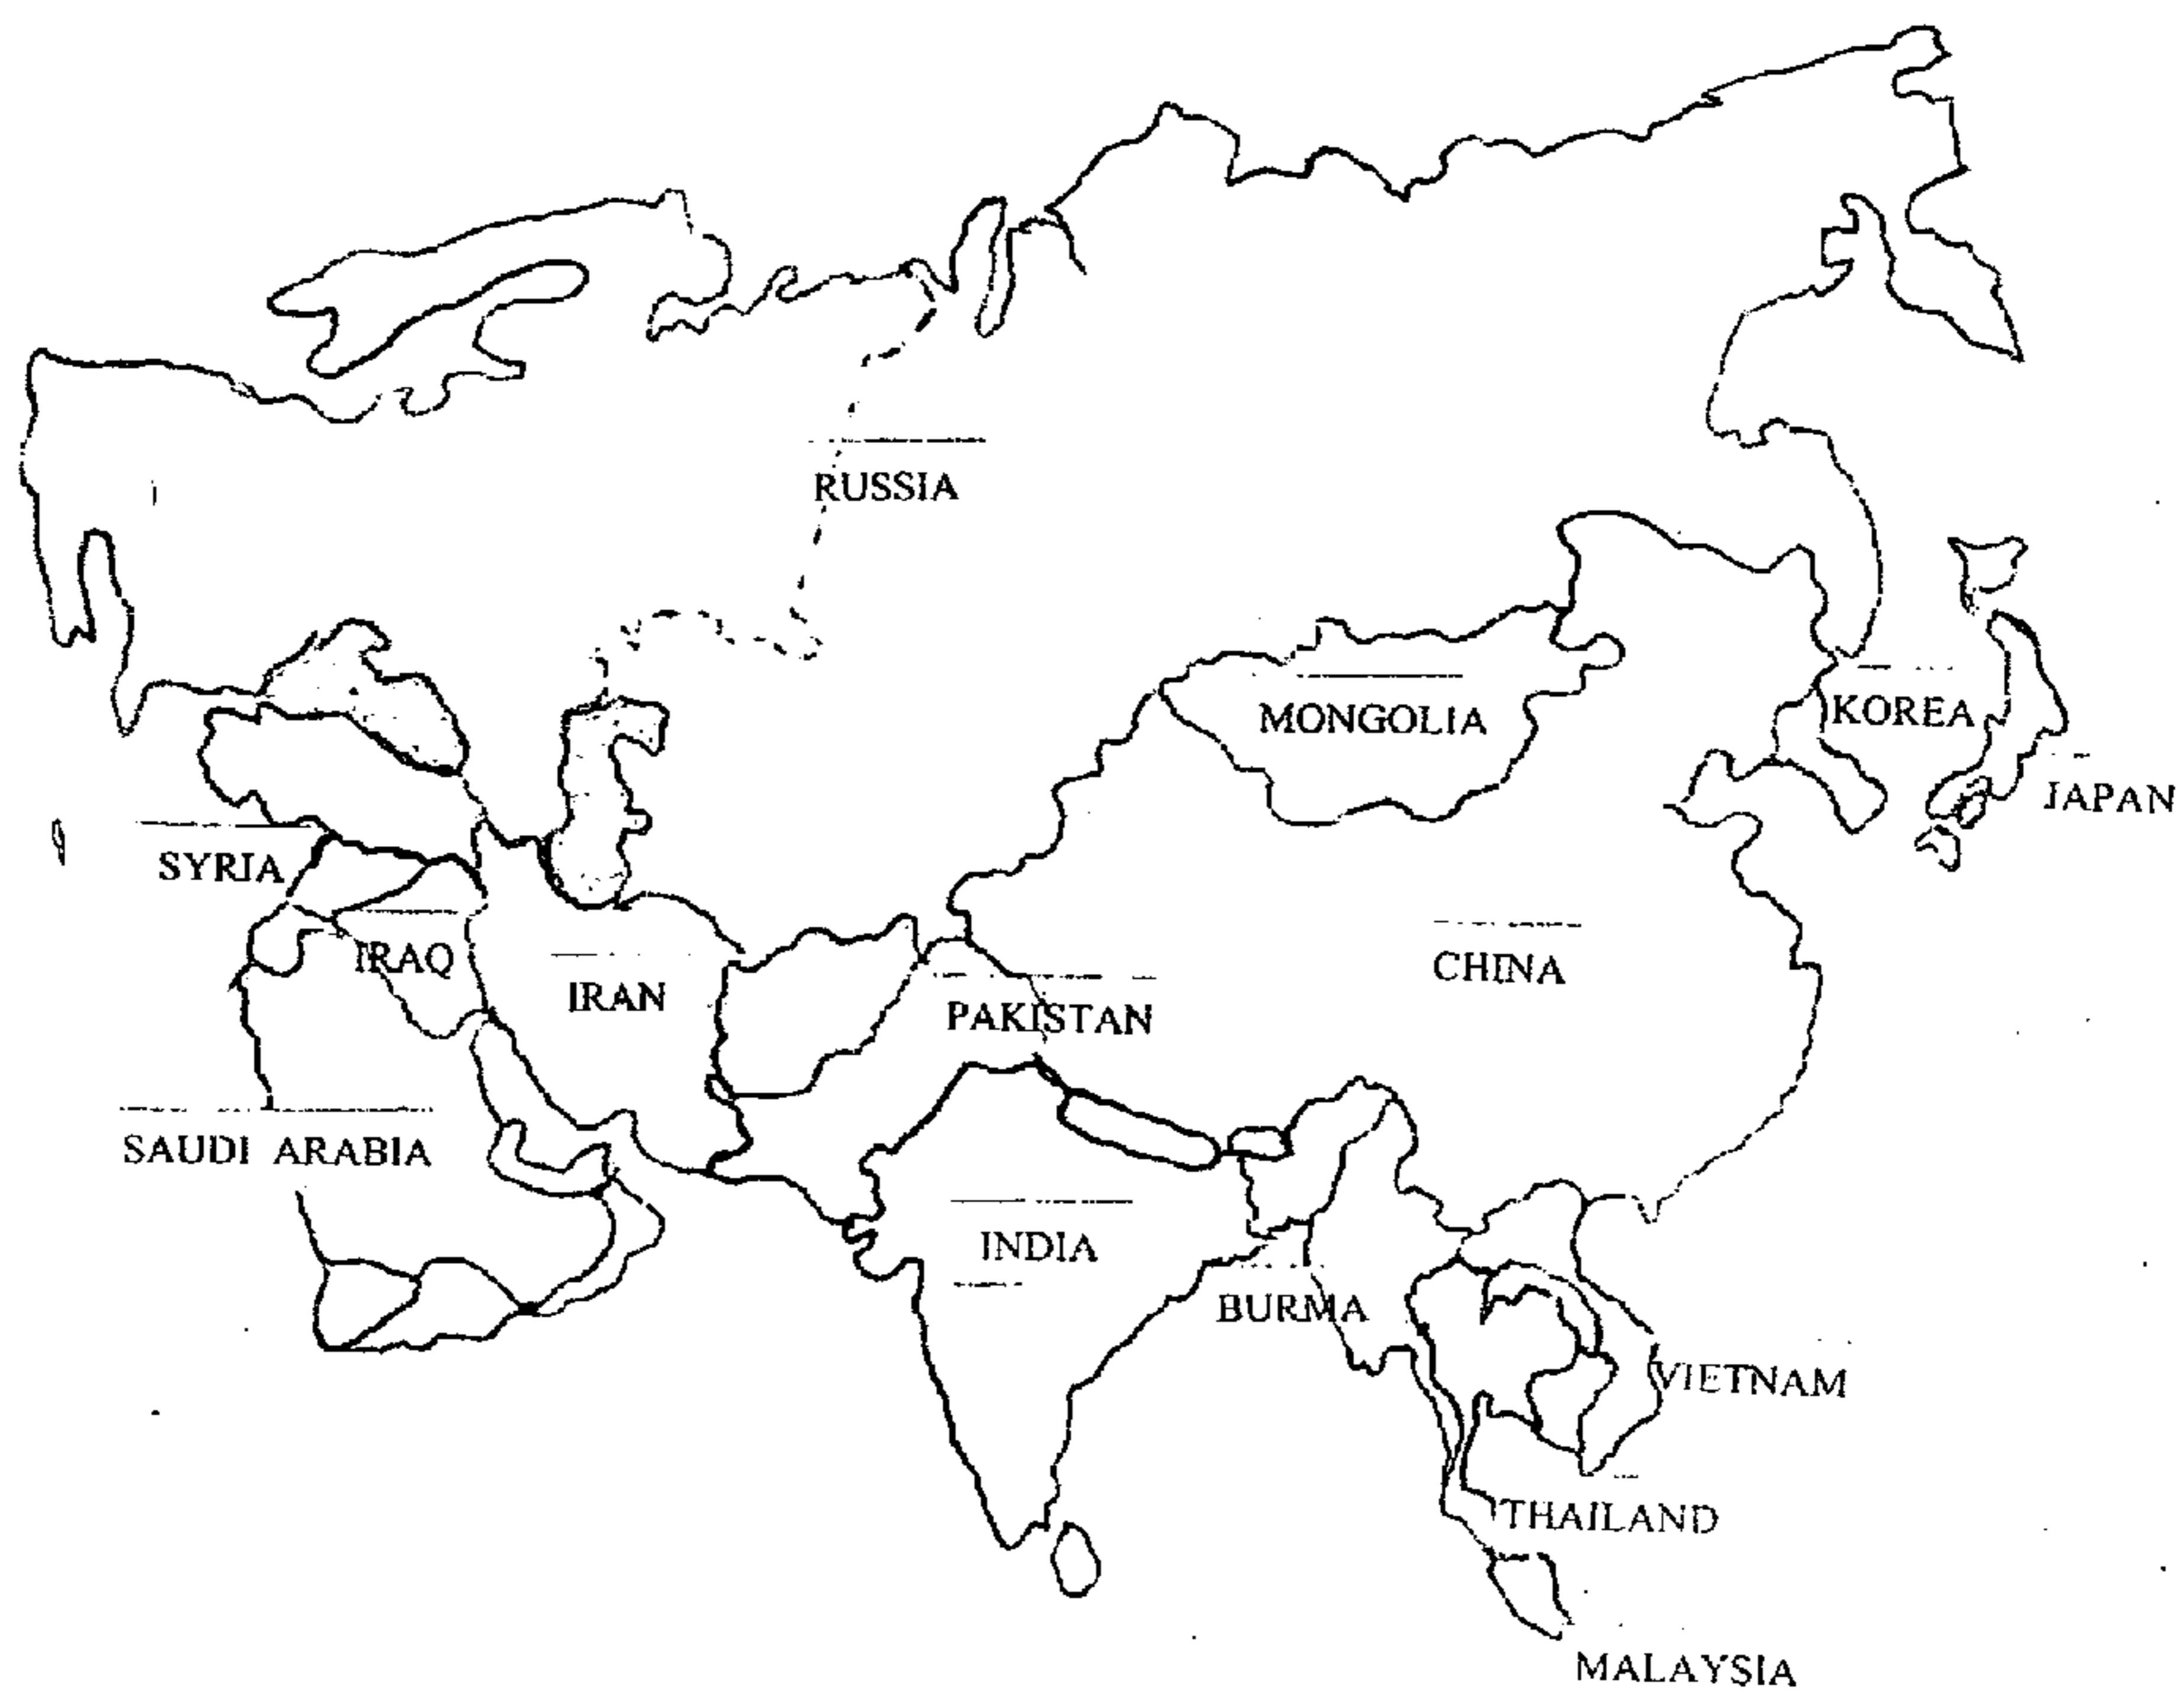 RUSSIA
MONGOLIA
KOREA
JAPAN
SYRIA
IRAQ
IRAN
CHINA
PAKISTAN
SAUDI ARABIA
INDIA
BURMA
VIETNAM
THAILAND
MALAYSIA